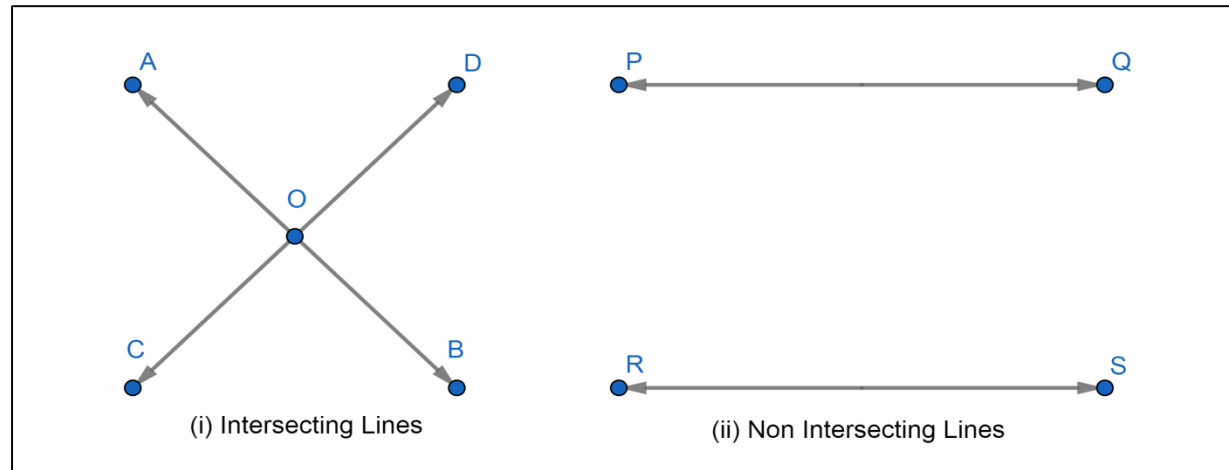 A D
O
C B
(i) Intersecting Lines
P Q
R S
(ii) Non Intersecting Lines